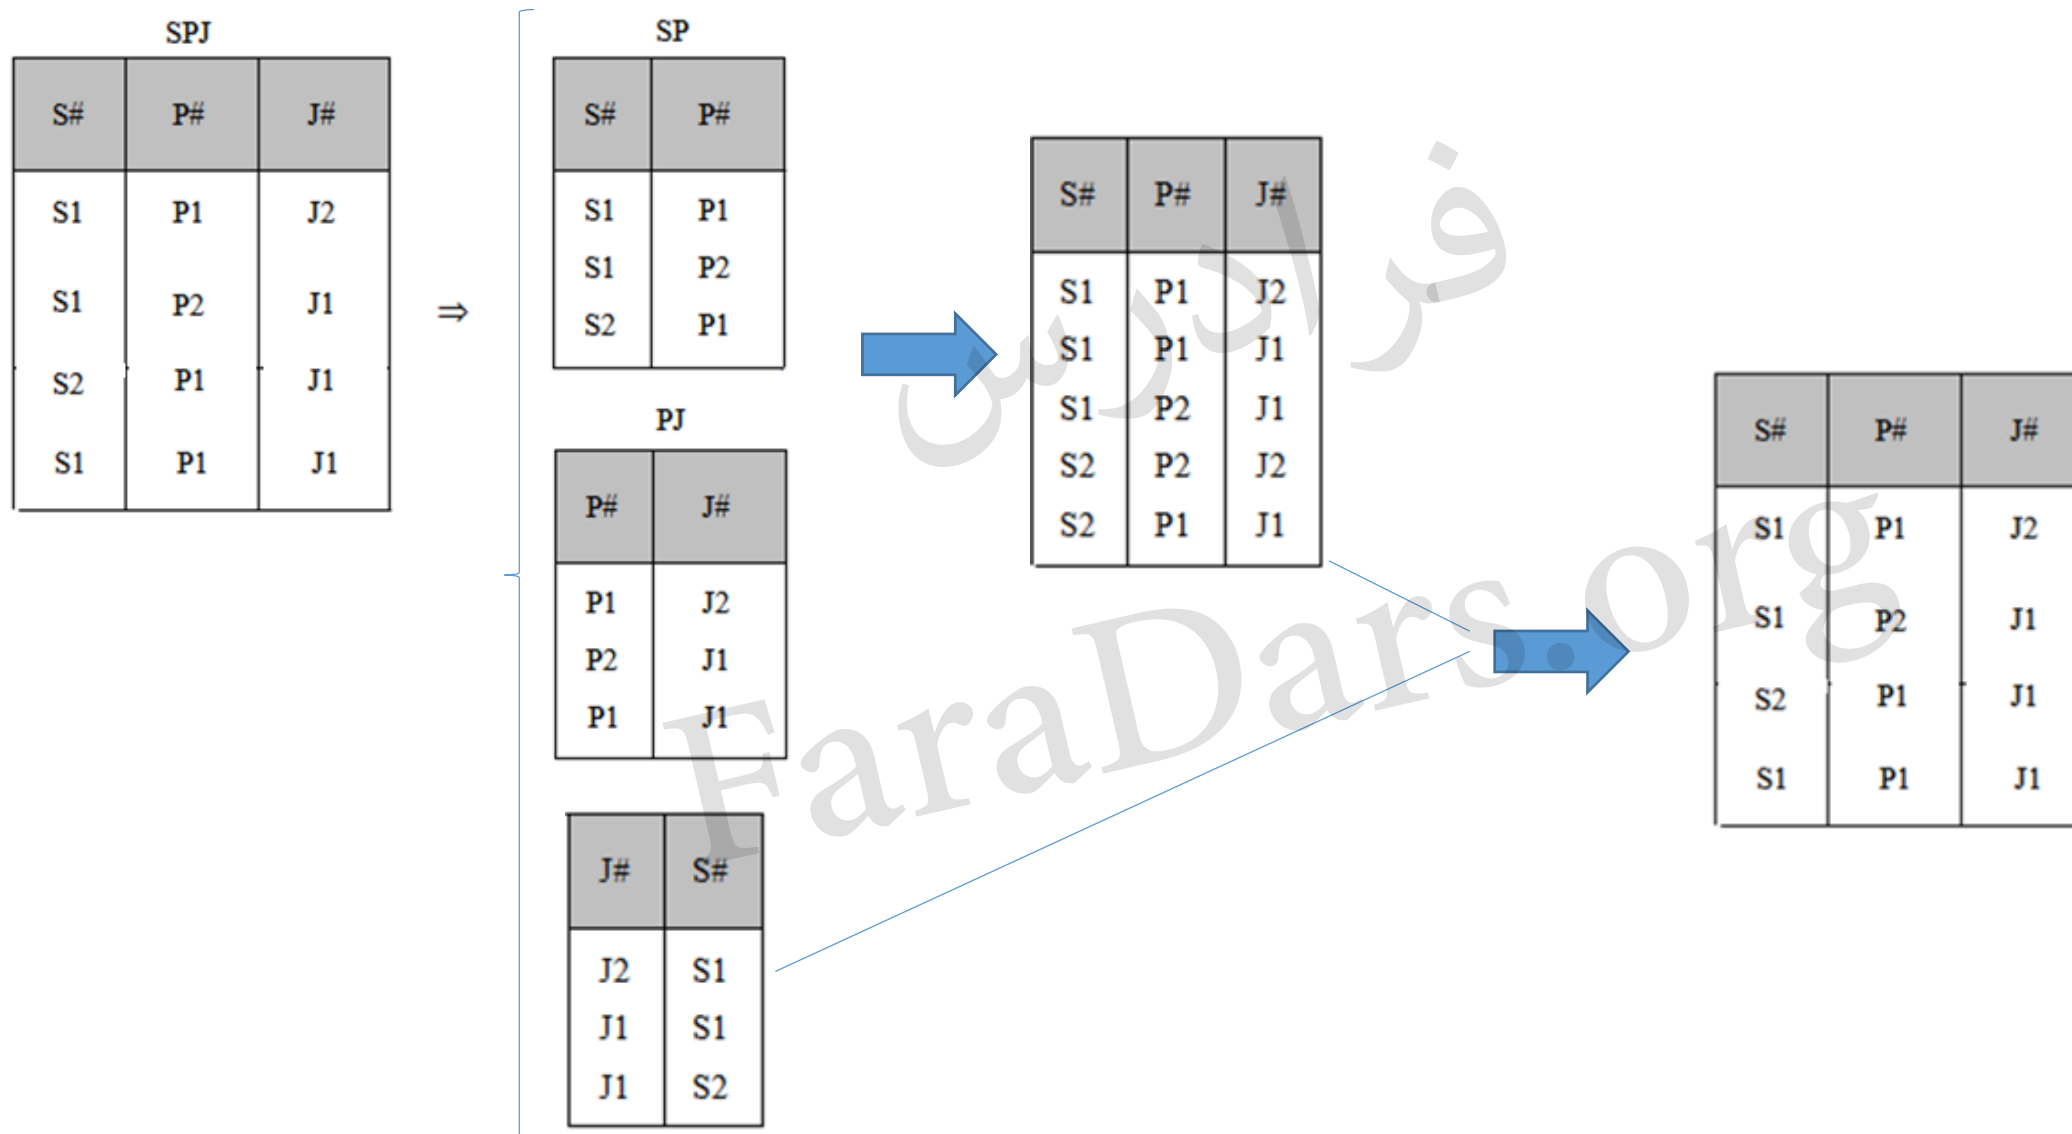 SPJ
S# P# J#
S1 P1 J2
S1 P2 J1
S2 P1 J1
S1 P1 J1
⇒
SP
S# P#
S1 P1
S1 P2
S2 P1
PJ
P# J#
P1 J2
P2 J1
P1 J1
J# S#
J2 S1
J1 S1
J1 S2
S# P# J#
S1 P1 J2
S1 P1 J1
S1 P2 J1
S2 P2 J2
S2 P1 J1
S# P# J#
S1 P1 J2
S1 P2 J1
S2 P1 J1
S1 P1 J1
فرادرس
FaraDars.org